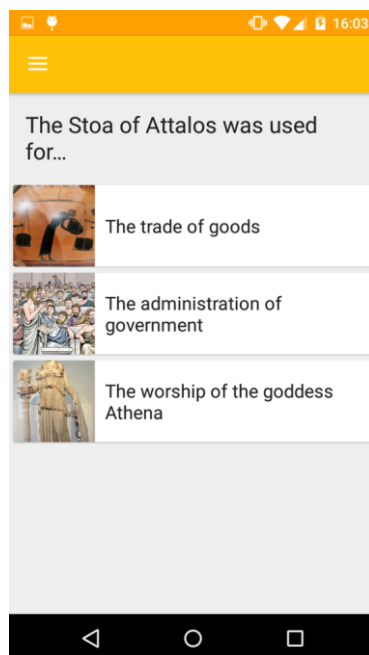 16:03
The Stoa of Attalos was used
for...
The trade of goods
The administration of
government
The worship of the goddess
Athena